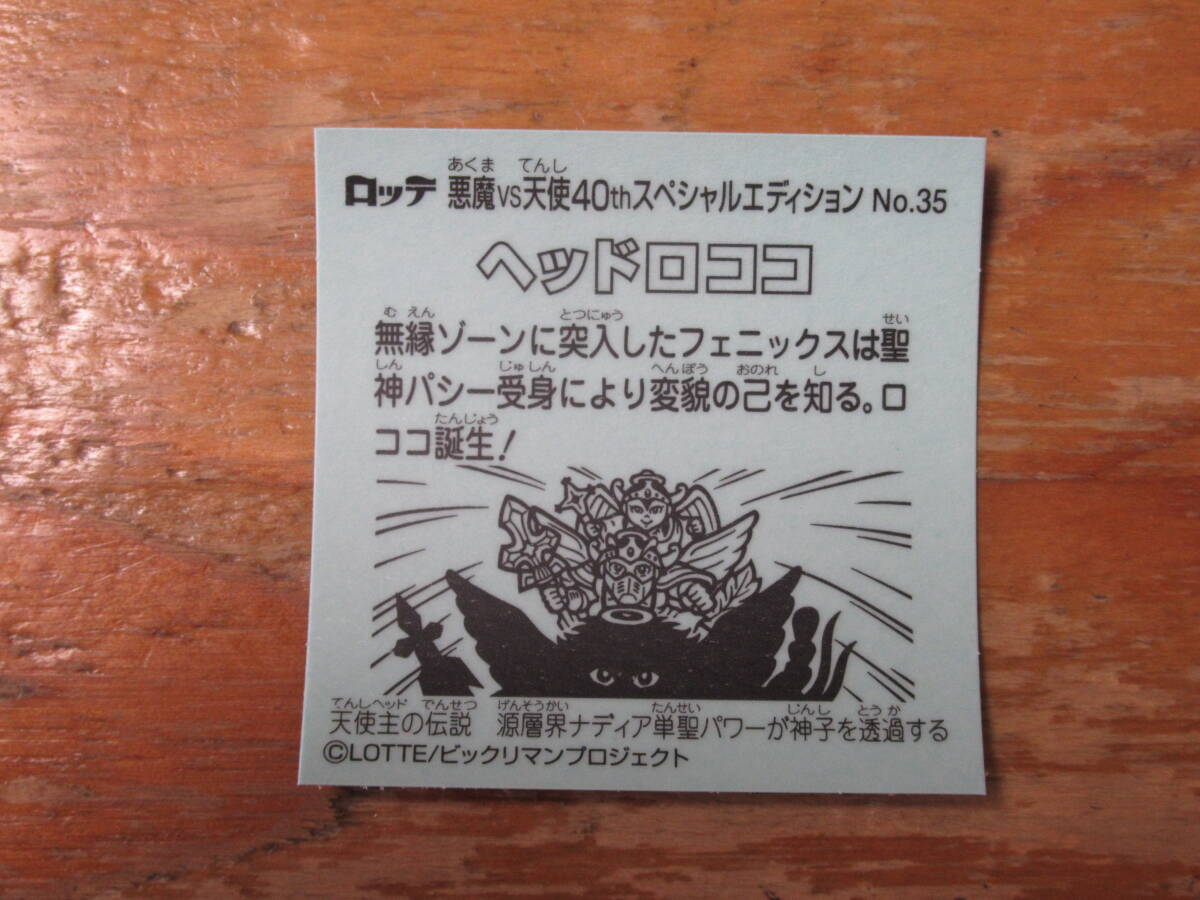 ロッテ 悪魔VS天使40thスペシャルエディション No.35
あくま てんし
ヘッドロココ
む えん とつにゅう せい
無縁ゾーンに突入したフェニックスは聖
しん じゅしん へんぼう おのれ し
神パシー受身により変貌の己を知る。ロ
たんじょう
ココ誕生!
てんしヘッド でんせつ げんそうかい たんせい じんし とうか
天使主の伝説 源層界ナディア単聖パワーが神子を透過する
©LOTTE/ビックリマンプロジェクト